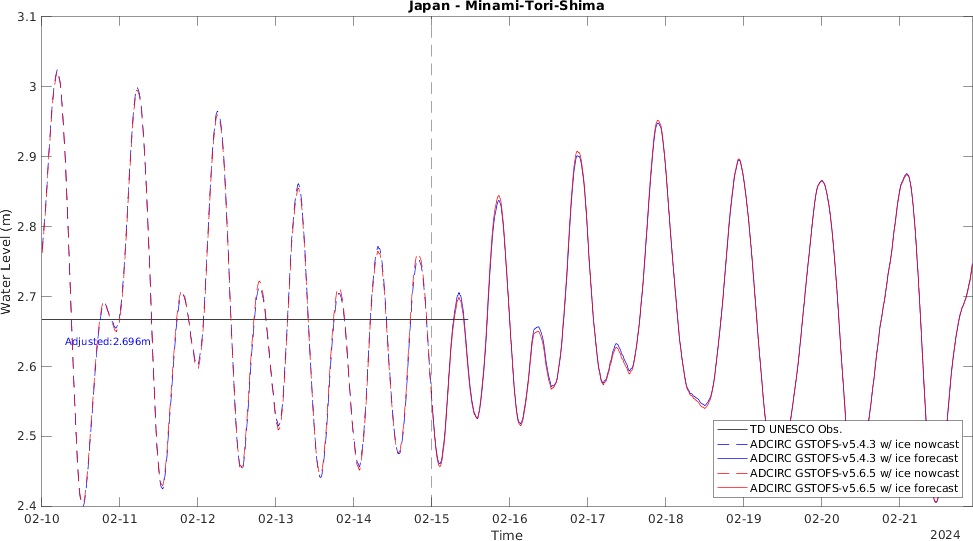 Japan - Minami-Tori-Shima
3.1
3
2.9
2.8
2.7
2.6
2.5
2.4
Water Level (m)
Adjusted:2.696m
TD UNESCO Obs.
ADCIRC GSTOFS-v5.4.3 w/ ice nowcast
ADCIRC GSTOFS-v5.4.3 w/ ice forecast
ADCIRC GSTOFS-v5.6.5 w/ ice nowcast
ADCIRC GSTOFS-v5.6.5 w/ ice forecast
02-10 02-11 02-12 02-13 02-14 02-15 02-16 02-17 02-18 02-19 02-20 02-21
Time
2024